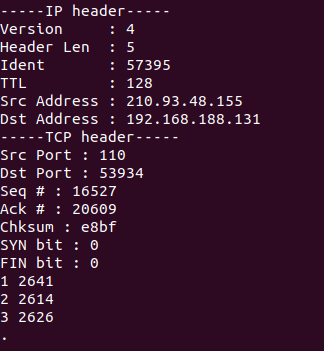 -----IP header-----
Version     : 4
Header Len  : 5
Ident       : 57395
TTL         : 128
Src Address : 210.93.48.155
Dst Address : 192.168.188.131
-----TCP header-----
Src Port : 110
Dst Port : 53934
Seq # : 16527
Ack # : 20609
Chksum : e8bf
SYN bit : 0
FIN bit : 0
1 2641
2 2614
3 2626
.